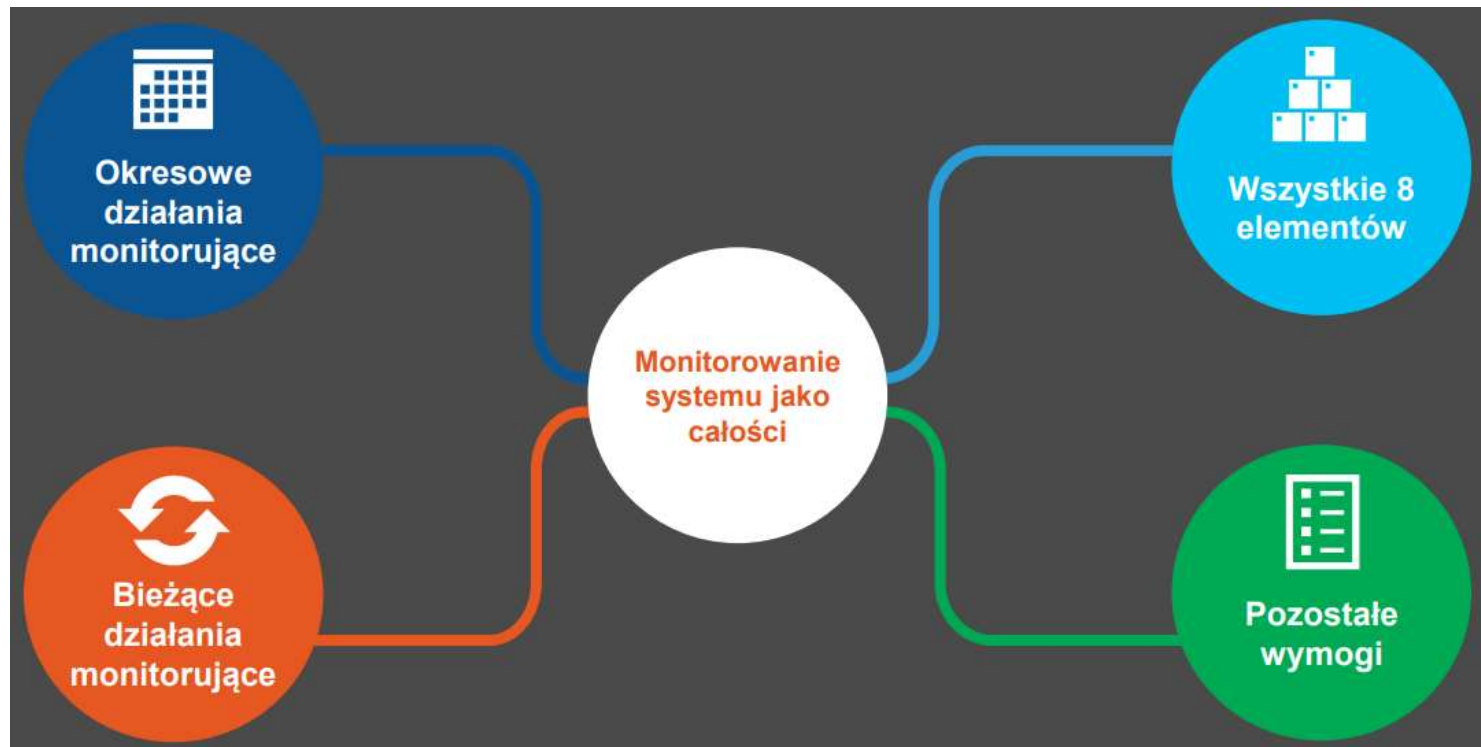 Okresowe
działania
monitorujące
Wszystkie 8
elementów
Monitorowanie
systemu jako
całości
Bieżące
działania
monitorujące
Pozostałe
wymogi